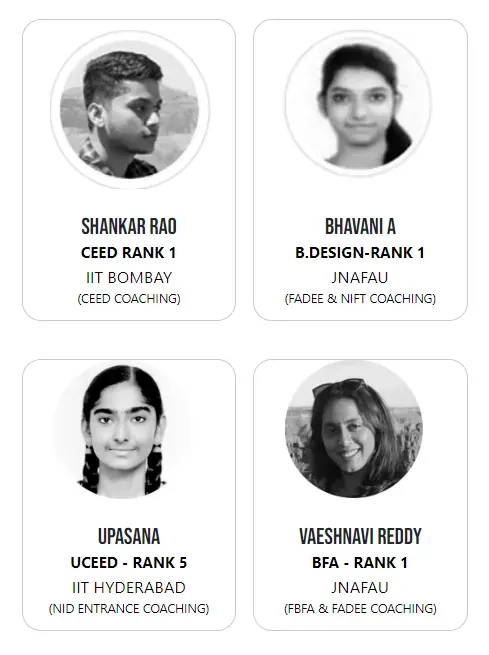 SHANKAR RAO
CEED RANK 1
IIT BOMBAY
(CEED COACHING)
BHAVANI A
B.DESIGN-RANK 1
JNAFAU
(FADEE & NIFT COACHING)
UPASANA
UCEED - RANK 5
IIT HYDERABAD
(NID ENTRANCE COACHING)
VAESHNAVI REDDY
BFA - RANK 1
JNAFAU
(FBFA & FADEE COACHING)